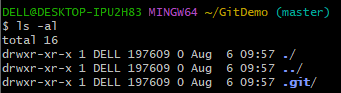 DELL@DESKTOP-IPU2H83 MINGW64 ~/GitDemo (master)
$ ls -al
total 16
drwxr-xr-x 1 DELL 197609 0 Aug  6 09:57 ./
drwxr-xr-x 1 DELL 197609 0 Aug  6 09:57 ../
drwxr-xr-x 1 DELL 197609 0 Aug  6 09:57 .git/